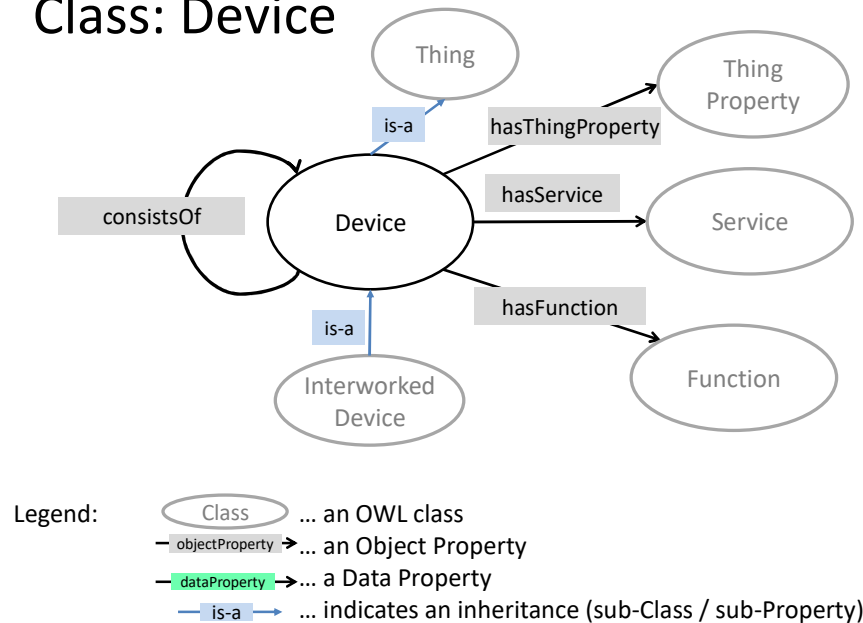 Class: Device
Thing
Thing
Property
is-a
hasThingProperty
hasService
consistsOf
Device
Service
hasFunction
is-a
Interworked
Device
Function
Legend:
Class
... an OWL class
objectProperty
... an Object Property
dataProperty
... a Data Property
is-a
... indicates an inheritance (sub-Class / sub-Property)